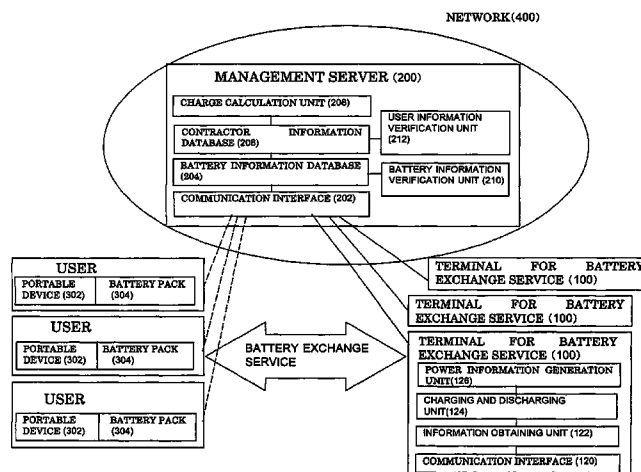 NETWORK(400)
MANAGEMENT SERVER (200)
CHARGE CALCULATION UNIT (208)
CONTRACTOR INFORMATION
DATABASE (206)
USER INFORMATION
VERIFICATION UNIT
(212)
BATTERY INFORMATION DATABASE
(204)
BATTERY INFORMATION
VERIFICATION UNIT (210)
COMMUNICATION INTERFACE (202)
USER
PORTABLE
DEVICE (302)
BATTERY PACK
(304)
USER
PORTABLE
DEVICE (302)
BATTERY PACK
(304)
USER
PORTABLE
DEVICE (302)
BATTERY PACK
(304)
BATTERY EXCHANGE
SERVICE
TERMINAL FOR BATTERY
EXCHANGE SERVICE (100)
TERMINAL FOR BATTERY
EXCHANGE SERVICE (100)
TERMINAL FOR BATTERY
EXCHANGE SERVICE (100)
POWER INFORMATION GENERATION
UNIT(126)
CHARGING AND DISCHARGING
UNIT(124)
INFORMATION OBTAINING UNIT (122)
COMMUNICATION INTERFACE (120)